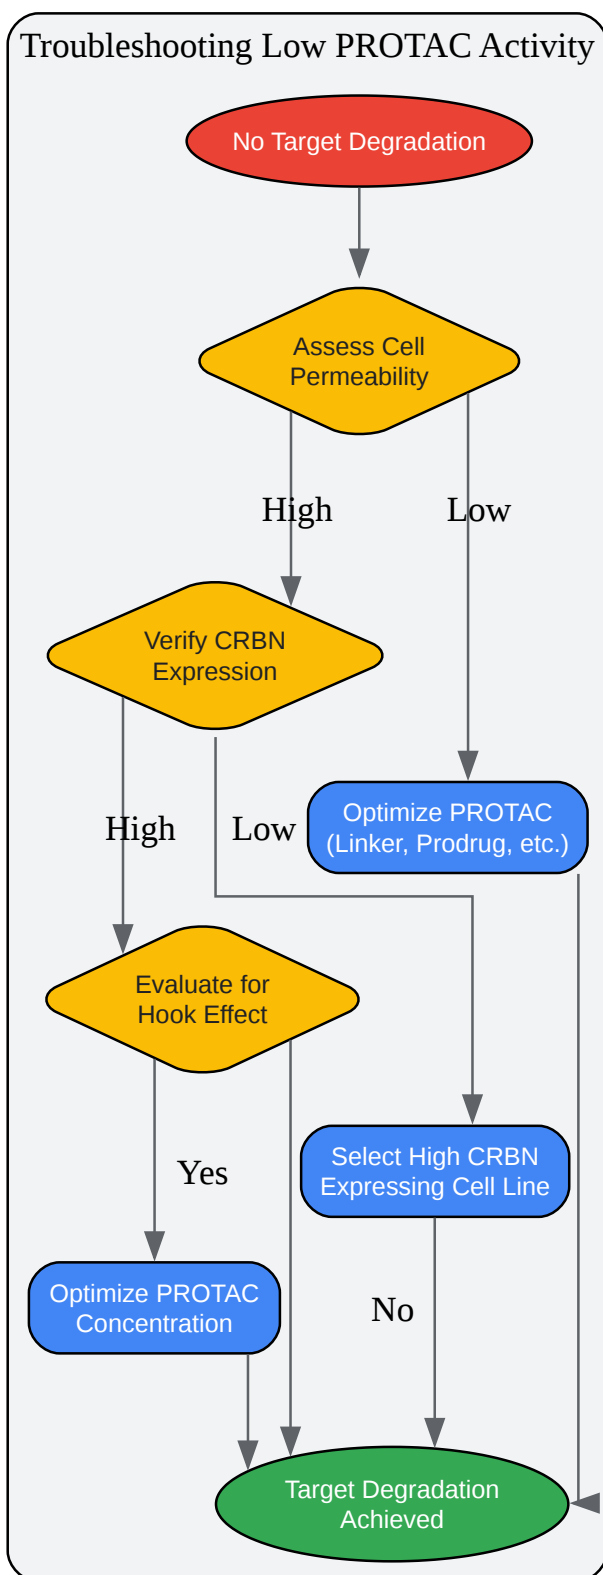 Troubleshooting Low PROTAC Activity
No Target Degradation
Assess Cell
Permeability
High
Low
Verify CRBN
Expression
Optimize PROTAC
(Linker, Prodrug, etc.)
High
Low
Evaluate for
Hook Effect
Select High CRBN
Expressing Cell Line
Yes
Optimize PROTAC
Concentration
No
Target Degradation
Achieved